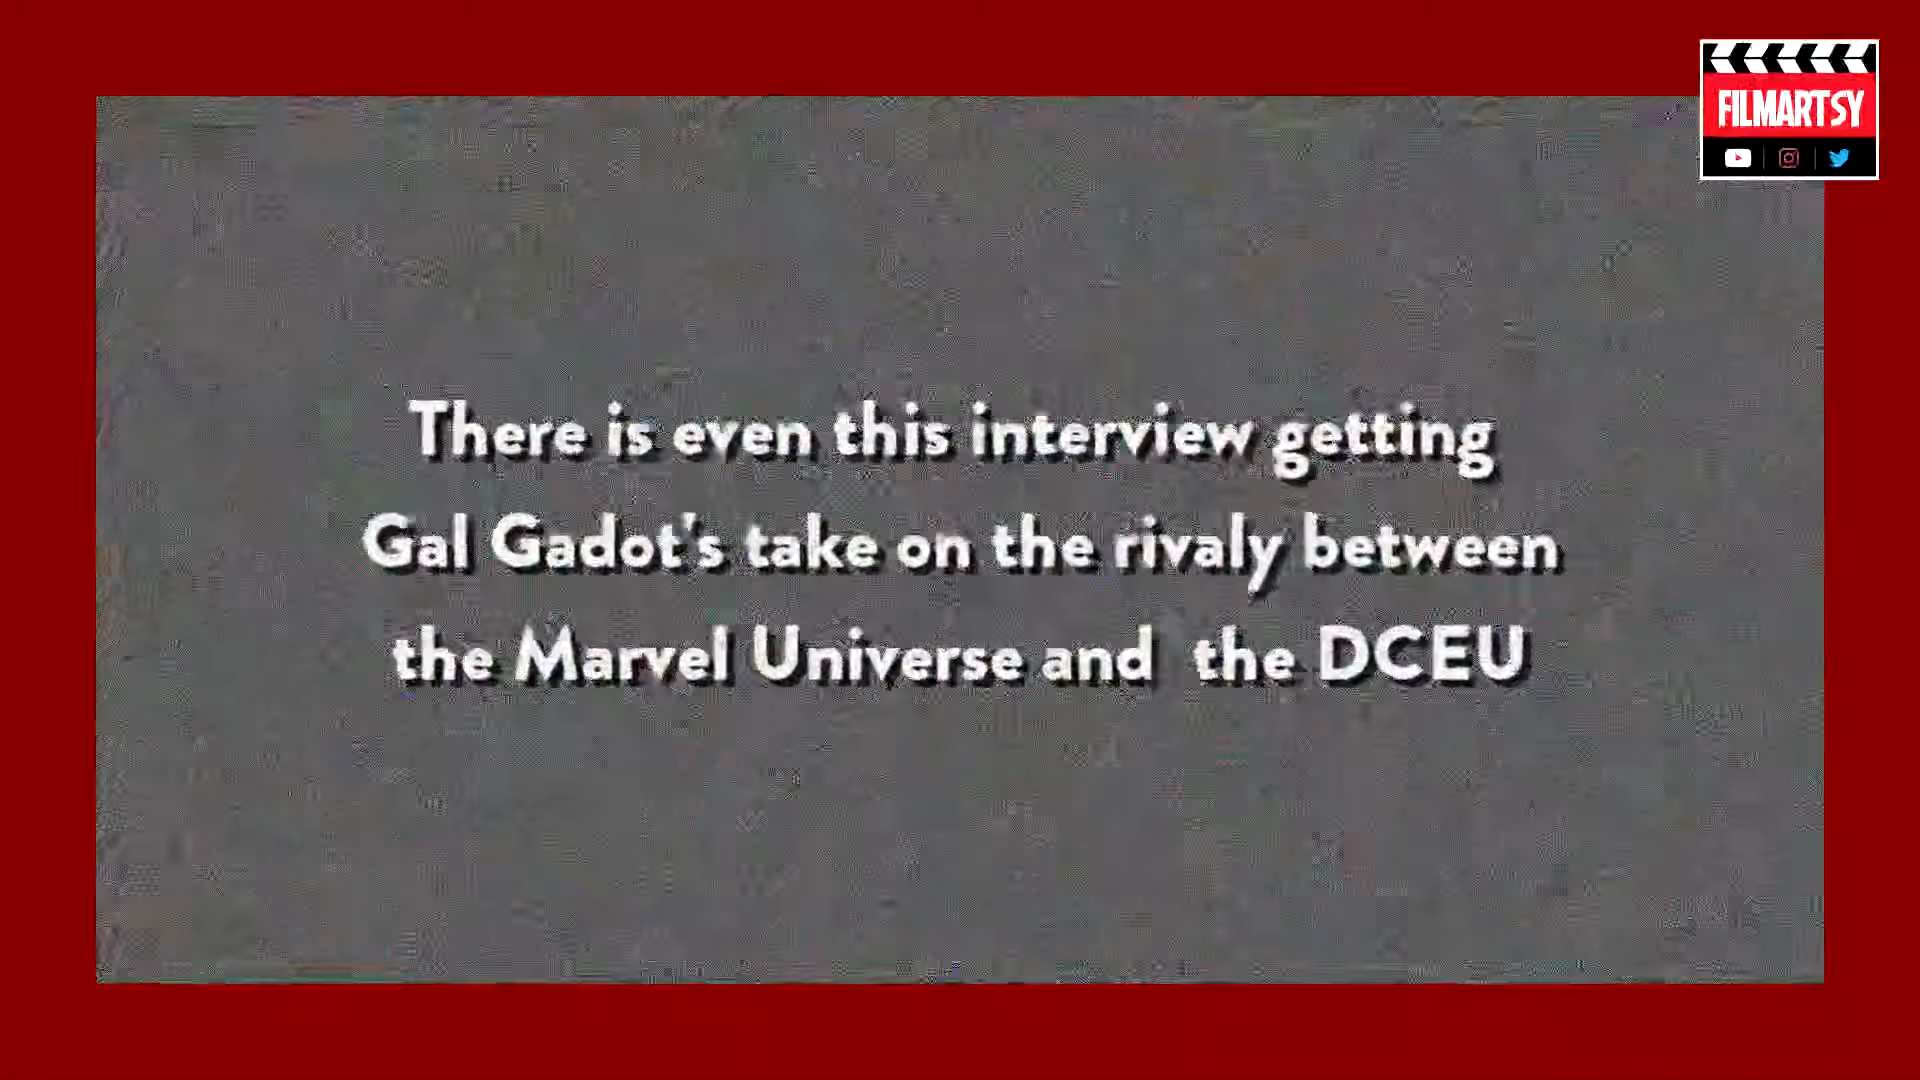 FILMARTSY
There is even this interview getting
Gal Gadot's take on the rivaly between
the Marvel Universe and  the DCEU